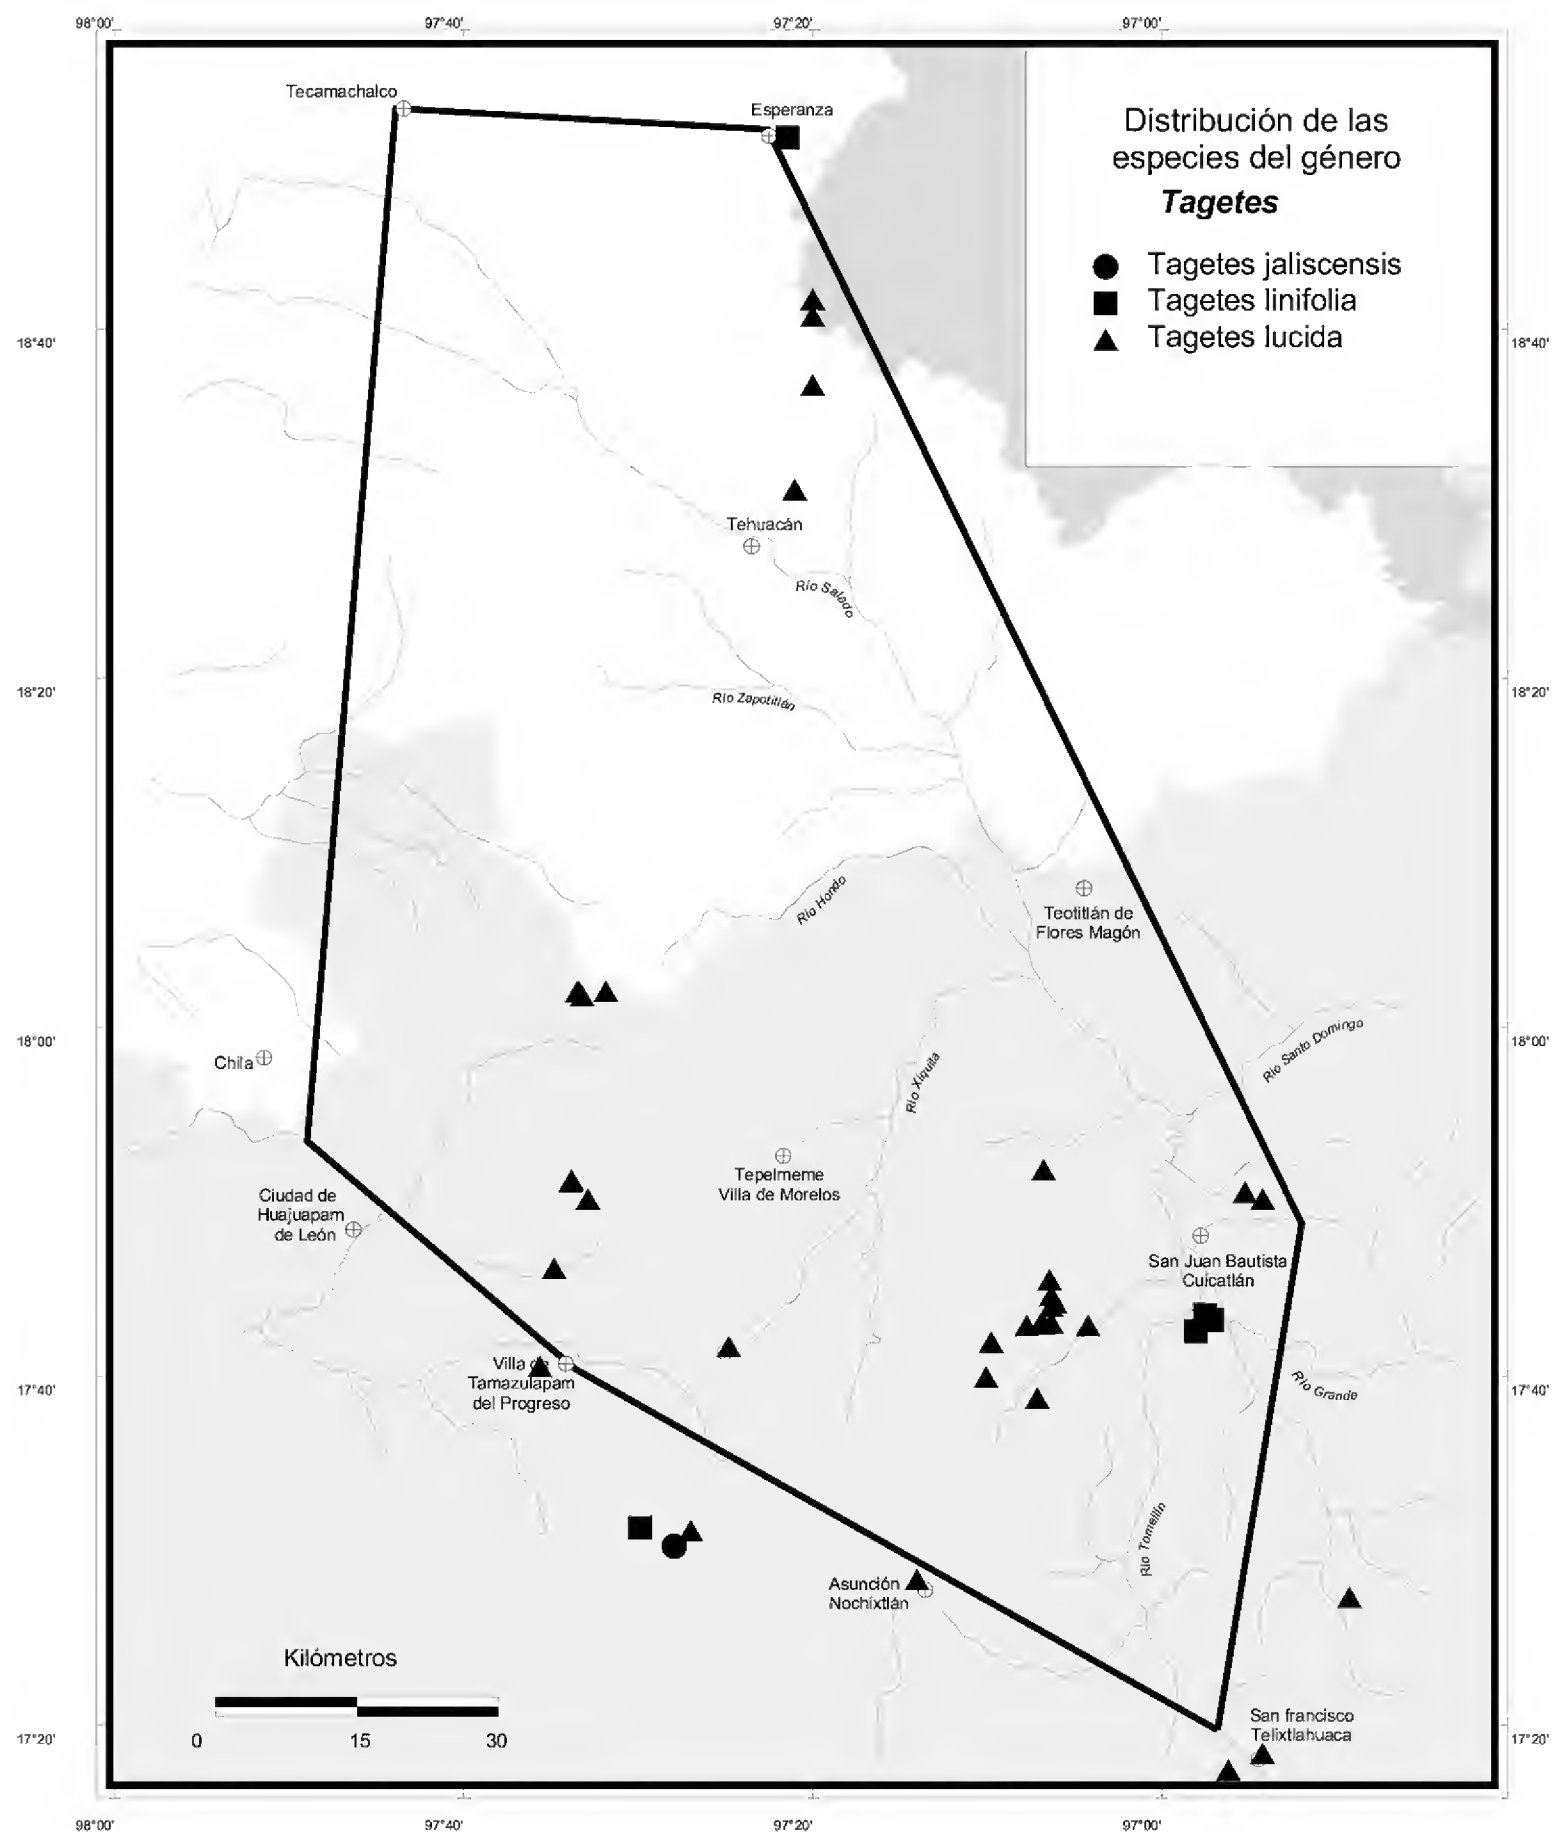 98°00'
97°40'
97°20'
97°00'
Tecamachalco
Esperanza
Distribución de las
especies del género
Tagetes
Tagetes jaliscensis
Tagetes linifolia
Tagetes lucida
18°40'
18°40'
Tehuacán
Río Salado
18°20'
18°20'
Río Zapotitlán
Río Hondo
Teotitlán de
Flores Magón
18°00'
18°00'
Chila
Río Santo Domingo
Río Xiquila
Tepelmeme
Villa de Morelos
Ciudad de
Huajuapam
de León
San Juan Bautista
Cuicatlán
Villa de
Tamazulapam
del Progreso
17°40'
17°40'
Río Grande
Río Tomellín
Asunción
Nochixtlán
Kilómetros
0
15
30
San francisco
Telixtlahuaca
17°20'
17°20'
98°00'
97°40'
97°20'
97°00'